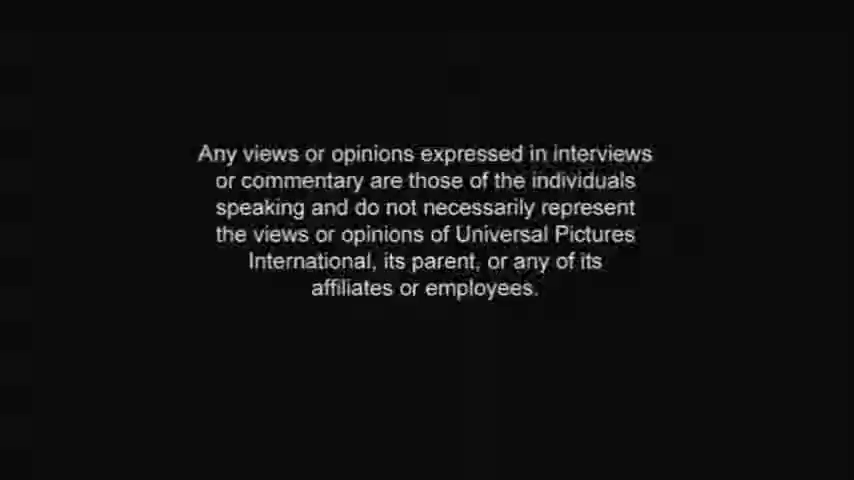 Any views or opinions expressed in interviews
or commentary are those of the individuals
speaking and do not necessarily represent
the views or opinions of Universal Pictures
International, its parent, or any of its
affiliates or employees.